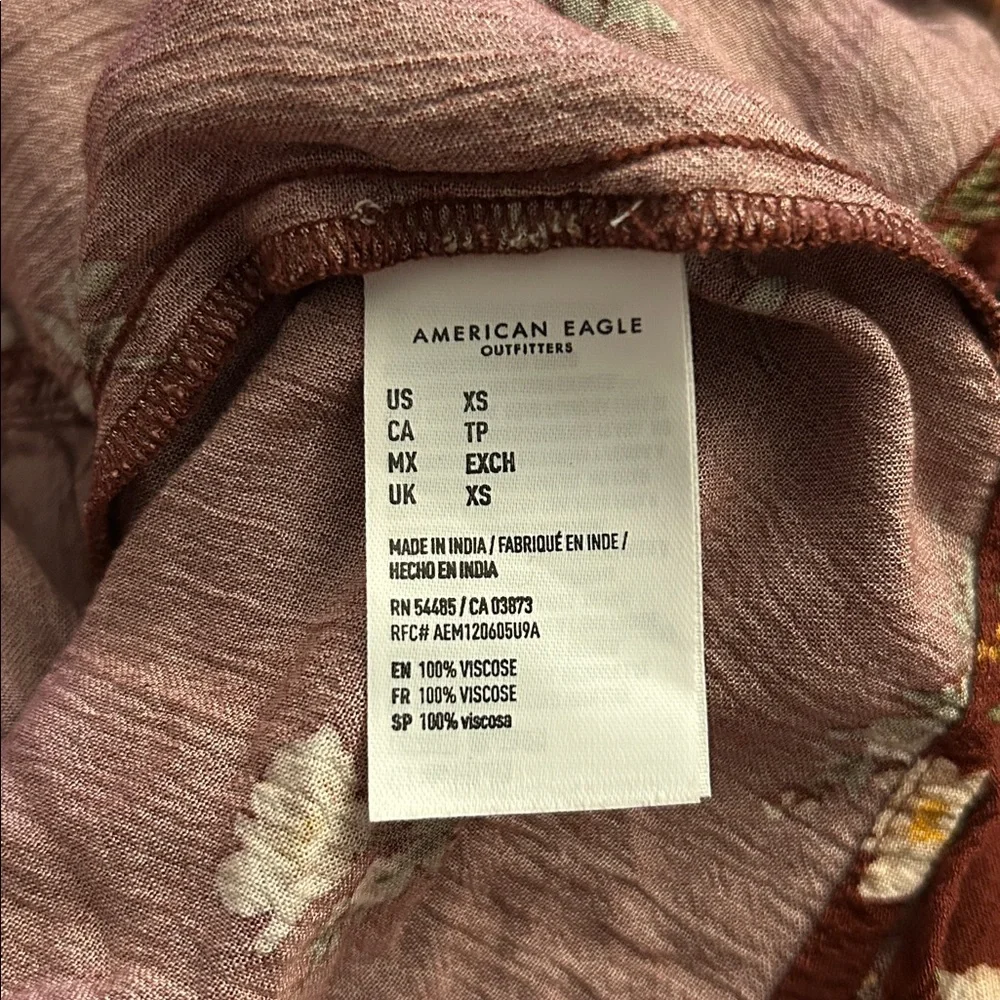 AMERICAN EAGLE
OUTFITTERS
US XS
CA TP
MX EXCH
UK XS
MADE IN INDIA / FABRIQUÉ EN INDE /
HECHO EN INDIA
RN 54485 / CA 03873
RFC# AEM120605U9A
EN 100% VISCOSE
FR 100% VISCOSE
SP 100% viscosa